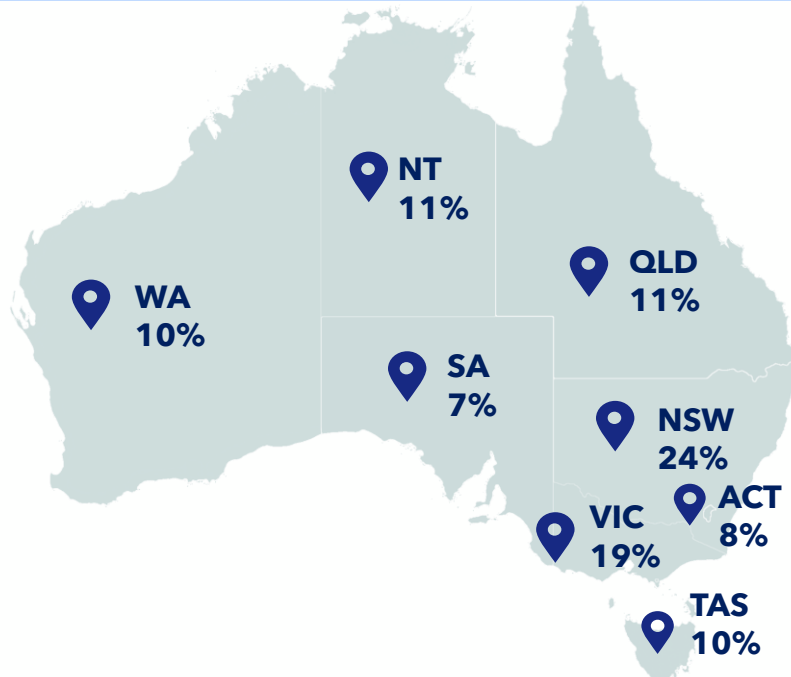 NT
11%
QLD
11%
WA
10%
SA
7%
NSW
24%
ACT
8%
VIC
19%
TAS
10%